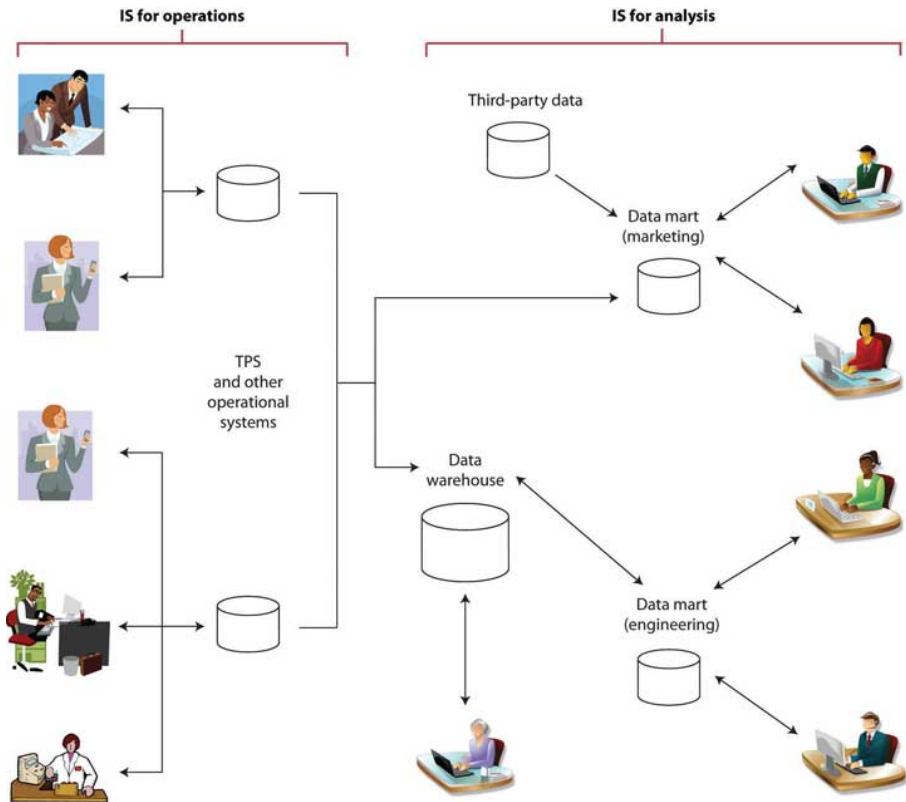 IS for operations
IS for analysis
Third-party data
Data mart
(marketing)
TPS
and other
operational
systems
Data
warehouse
Data mart
(engineering)